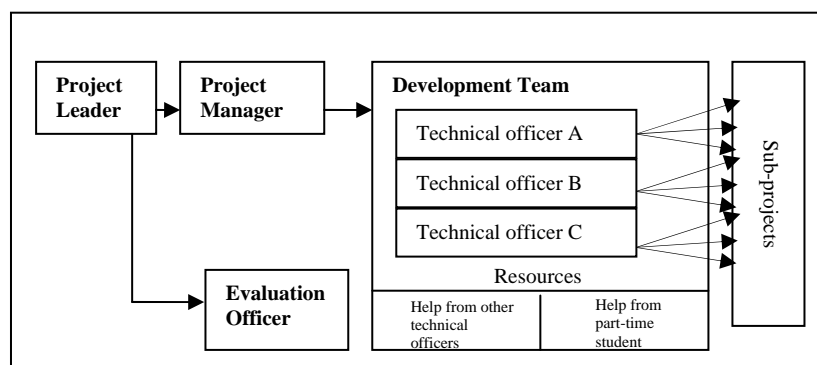 Project
Leader
Project
Manager
Development Team
Technical officer A
Technical officer B
Technical officer C
Resources
Help from other
technical
officers
Help from
part-time
student
Sub-projects
Evaluation
Officer